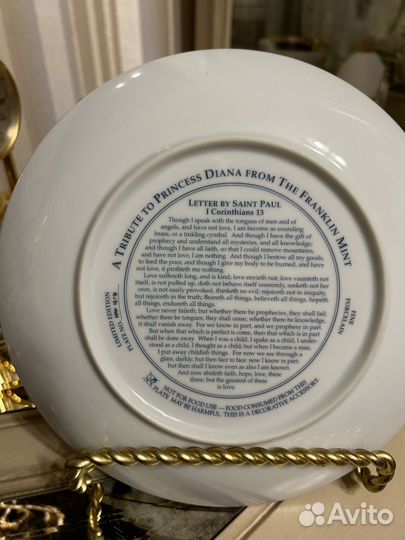 A TRIBUTE TO PRINCESS DIANA FROM THE FRANKLIN MINT
LETTER BY SAINT PAUL
I Corinthians 13
Though I speak with the tongues of men and of
angels, and have not love, I am become as sounding
brass, or a tinkling cymbal. And though I have the gift of
prophecy and understand all mysteries, and all knowledge;
and though I have all faith, so that I could remove mountains,
and have not love, I am nothing. And though I bestow all my goods,
to feed the poor, and though I give my body to be burned, and have
not love, it profiteth me nothing.
Love suffereth long, and is kind; love envieth not; love vaunteth not
itself, is not puffed up, doth not behave itself unseemly, seeketh not her
own, is not easily provoked, thinketh no evil; rejoiceth not in iniquity,
but rejoiceth in the truth; Beareth all things, believeth all things, hopeth
all things, endureth all things.
Love never faileth; but whether there be prophecies, they shall fail;
whether there be tongues, they shall cease; whether there be knowledge,
it shall vanish away. For we know in part, and we prophesy in part.
But when that which is perfect is come, then that which is in part
shall be done away. When I was a child, I spake as a child, I under-
stood as a child, I thought as a child; but when I became a man,
I put away childish things. For now we see through a
glass, darkly; but then face to face: now I know in part;
but then shall I know even as also I am known.
And now abideth faith, hope, love, these
three; but the greatest of these
is love.
LIMITED EDITION
PLATE NO.
FINE
PORCELAIN
NOT FOR FOOD USE — FOOD CONSUMED FROM THIS
PLATE MAY BE HARMFUL. THIS IS A DECORATIVE ACCESSORY.
Avito